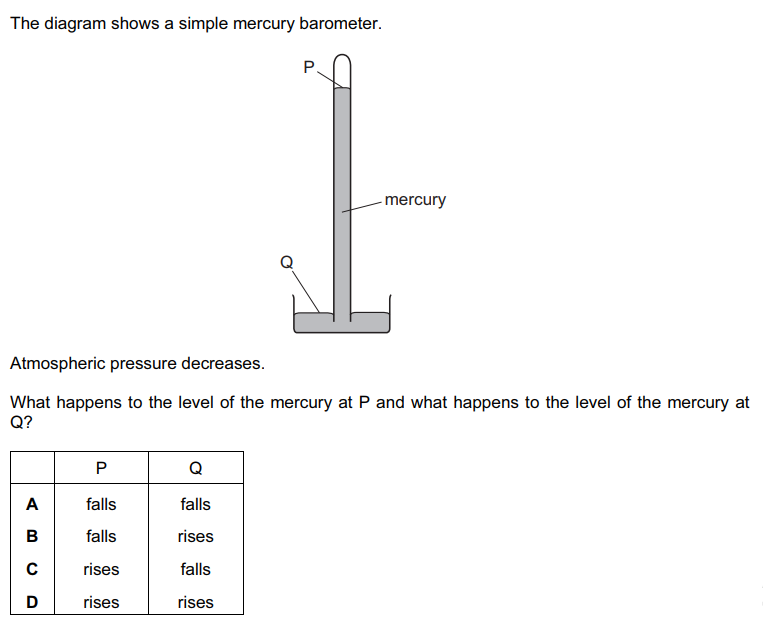 The diagram shows a simple mercury barometer.
P
mercury
Q
Atmospheric pressure decreases.
What happens to the level of the mercury at P and what happens to the level of the mercury at
Q?
P Q
A falls falls
B falls rises
C rises falls
D rises rises